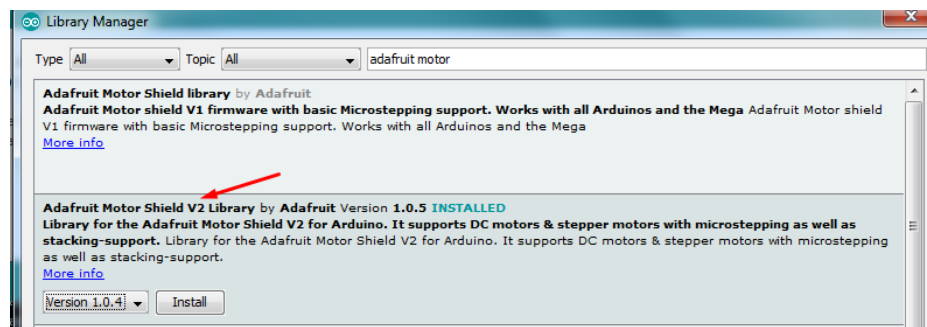 Library Manager
Type All Topic All adafruit motor
Adafruit Motor Shield library by Adafruit
Adafruit Motor shield V1 firmware with basic Microstepping support. Works with all Arduinos and the Mega Adafruit Motor shield
V1 firmware with basic Microstepping support. Works with all Arduinos and the Mega
More info
Adafruit Motor Shield V2 Library by Adafruit Version 1.0.5 INSTALLED
Library for the Adafruit Motor Shield V2 for Arduino. It supports DC motors & stepper motors with microstepping as well as
stacking-support. Library for the Adafruit Motor Shield V2 for Arduino. It supports DC motors & stepper motors with microstepping
as well as stacking-support.
More info
Version 1.0.4 Install